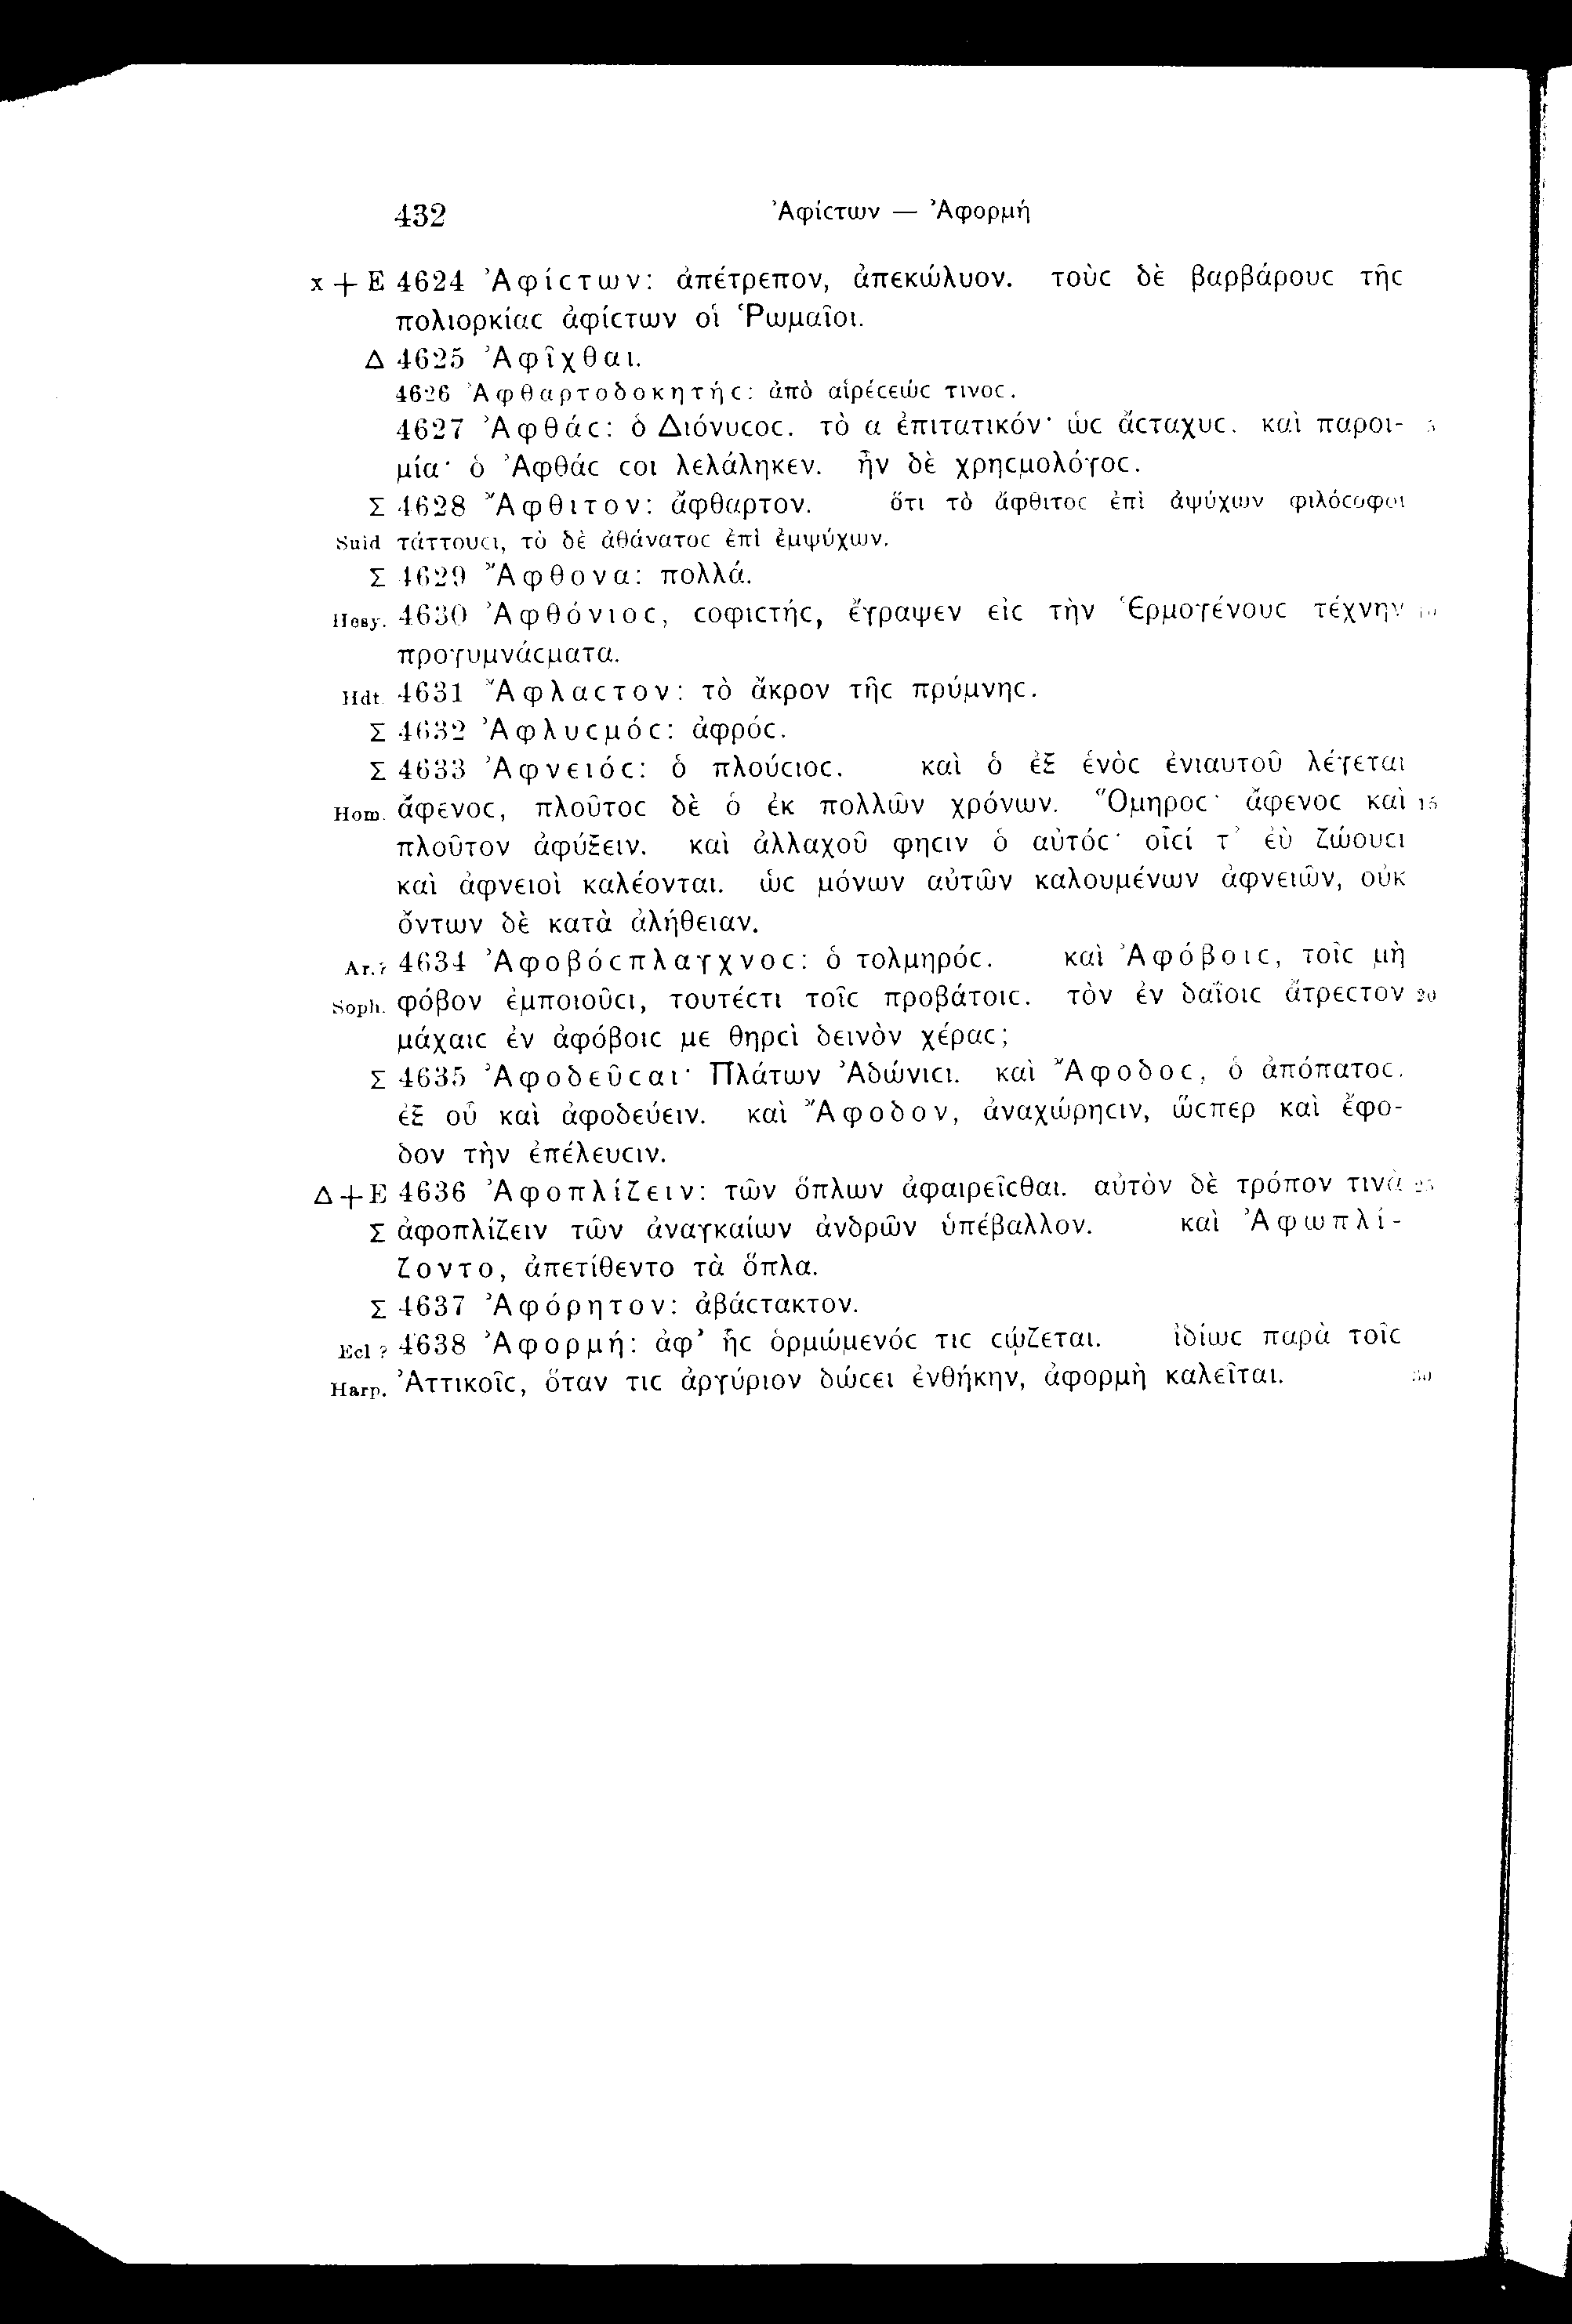 432 Ἀφίϲτων — Ἀφορμή
x + E 4624 Ἀφίϲτων: ἀπέτρεπον, ἀπεκώλυον. τοὺϲ δὲ βαρβάρουϲ τῆϲ
πολιορκίαϲ ἀφίϲτων οἱ Ῥωμαῖοι.
Δ 4625 Ἀφῖχθαι.
4626 Ἀφθαρτοδοκητήϲ: ἀπὸ αἱρέϲεώϲ τινοϲ.
4627 Ἀφθάϲ: ὁ Διόνυϲοϲ. τὸ α ἐπιτατικόν· ὡϲ ἄϲταχυϲ. καὶ παροι- 5
μία· ὁ Ἀφθάϲ ϲοι λελάληκεν. ἦν δὲ χρηϲμολόγοϲ.
Σ 4628 Ἄφθιτον: ἄφθαρτον. ὅτι τὸ ἄφθιτοϲ ἐπὶ ἀψύχων φιλόϲοφοι
Suid τάττουϲι, τὸ δὲ ἀθάνατοϲ ἐπὶ ἐμψύχων.
Σ 4629 Ἄφθονα: πολλά.
Hesy. 4630 Ἀφθόνιοϲ, ϲοφιϲτήϲ, ἔγραψεν εἰϲ τὴν Ἑρμογένουϲ τέχνην 10
προγυμνάϲματα.
Hdt. 4631 Ἄφλαϲτον: τὸ ἄκρον τῆϲ πρύμνηϲ.
Σ 4632 Ἀφλυϲμόϲ: ἀφρόϲ.
Σ 4633 Ἀφνειόϲ: ὁ πλούϲιοϲ. καὶ ὁ ἐξ ἑνὸϲ ἐνιαυτοῦ λέγεται
Hom. ἄφενοϲ, πλοῦτοϲ δὲ ὁ ἐκ πολλῶν χρόνων. Ὅμηροϲ· ἄφενοϲ καὶ 15
πλοῦτον ἀφύξειν. καὶ ἀλλαχοῦ φηϲιν ὁ αὐτόϲ· οἷϲί τ’ ἐὺ ζώουϲι
καὶ ἀφνειοὶ καλέονται. ὡϲ μόνων αὐτῶν καλουμένων ἀφνειῶν, οὐκ
ὄντων δὲ κατὰ ἀλήθειαν.
Ar.? 4634 Ἀφοβόϲπλαγχνοϲ: ὁ τολμηρόϲ. καὶ Ἀφόβοιϲ, τοῖϲ μὴ
Soph. φόβον ἐμποιοῦϲι, τουτέϲτι τοῖϲ προβάτοιϲ. τὸν ἐν δαΐοιϲ ἄτρεϲτον 20
μάχαιϲ ἐν ἀφόβοιϲ με θηρϲὶ δεινὸν χέραϲ;
Σ 4635 Ἀφοδεῦϲαι· Πλάτων Ἀδώνιϲι. καὶ Ἄφοδοϲ, ὁ ἀπόπατοϲ.
ἐξ οὗ καὶ ἀφοδεύειν. καὶ Ἄφοδον, ἀναχώρηϲιν, ὥϲπερ καὶ ἔφο-
δον τὴν ἐπέλευϲιν.
Δ + E 4636 Ἀφοπλίζειν: τῶν ὅπλων ἀφαιρεῖϲθαι. αὐτὸν δὲ τρόπον τινὰ 25
Σ ἀφοπλίζειν τῶν ἀναγκαίων ἀνδρῶν ὑπέβαλλον. καὶ Ἀφωπλί-
ζοντο, ἀπετίθεντο τὰ ὅπλα.
Σ 4637 Ἀφόρητον: ἀβάϲτακτον.
Ecl ? 4638 Ἀφορμή: ἀφ’ ἧϲ ὁρμώμενόϲ τιϲ ϲῴζεται. ἰδίωϲ παρὰ τοῖϲ
Harp. Ἀττικοῖϲ, ὅταν τιϲ ἀργύριον δώϲει ἐνθήκην, ἀφορμὴ καλεῖται. 30